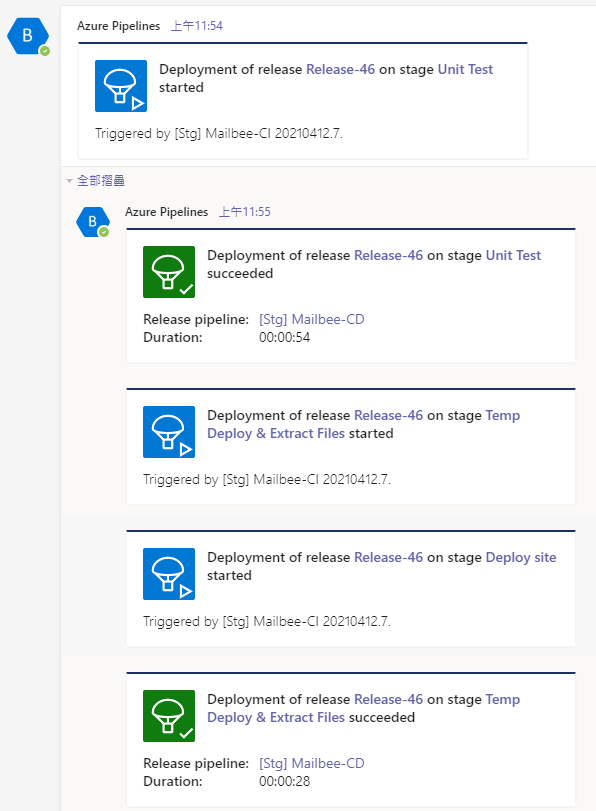 B
Azure Pipelines 上午11:54
Deployment of release Release-46 on stage Unit Test
started
Triggered by [Stg] Mailbee-CI 20210412.7.
全部摺疊
B
Azure Pipelines 上午11:55
Deployment of release Release-46 on stage Unit Test
succeeded
Release pipeline: [Stg] Mailbee-CD
Duration: 00:00:54
Deployment of release Release-46 on stage Temp
Deploy & Extract Files started
Triggered by [Stg] Mailbee-CI 20210412.7.
Deployment of release Release-46 on stage Deploy site
started
Triggered by [Stg] Mailbee-CI 20210412.7.
Deployment of release Release-46 on stage Temp
Deploy & Extract Files succeeded
Release pipeline: [Stg] Mailbee-CD
Duration: 00:00:28